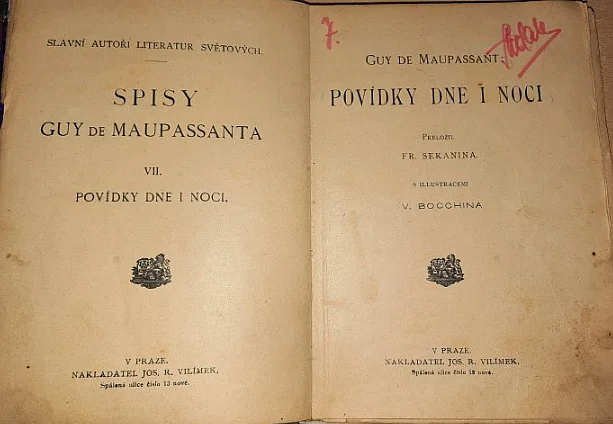 SLAVNÍ AUTOŘI LITERATUR SVĚTOVÝCH.
SPISY
GUY DE MAUPASSANTA
VII.
POVÍDKY DNE I NOCI.
V PRAZE.
NAKLADATEL JOS. R. VILÍMEK,
Spálená ulice číslo 13 nové.
7.
GUY DE MAUPASSANT:
POVÍDKY DNE I NOCI
PŘELOŽIL
FR. SEKANINA.
S ILLUSTRACEMI
V. BOCCHINA
V PRAZE.
NAKLADATEL JOS. R. VILÍMEK,
Spálená ulice číslo 13 nové.